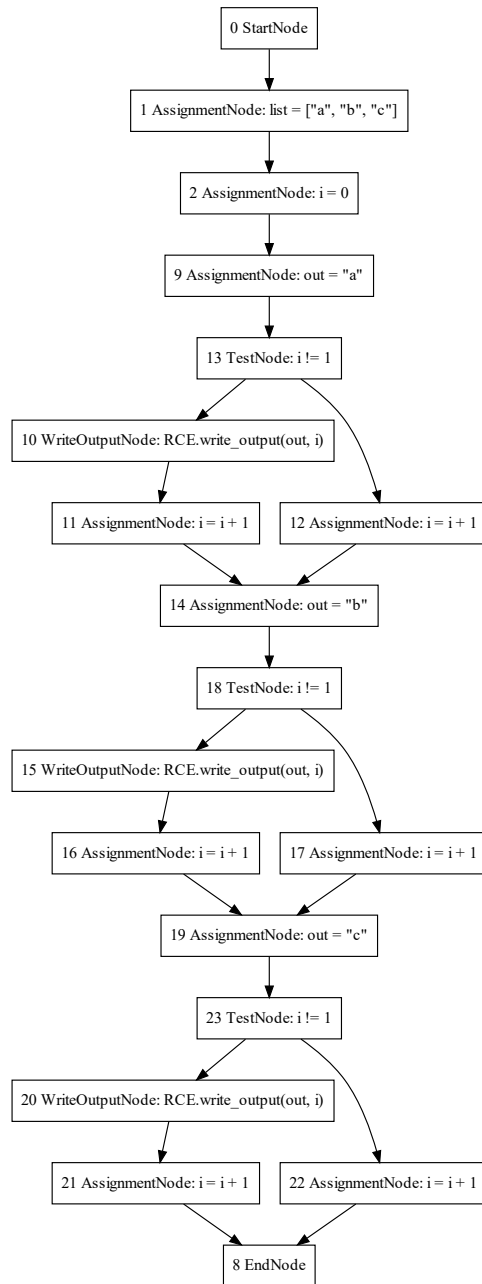 0 StartNode
1 AssignmentNode: list = ["a", "b", "c"]
2 AssignmentNode: i = 0
9 AssignmentNode: out = "a"
13 TestNode: i != 1
10 WriteOutputNode: RCE.write_output(out, i)
11 AssignmentNode: i = i + 1
12 AssignmentNode: i = i + 1
14 AssignmentNode: out = "b"
18 TestNode: i != 1
15 WriteOutputNode: RCE.write_output(out, i)
16 AssignmentNode: i = i + 1
17 AssignmentNode: i = i + 1
19 AssignmentNode: out = "c"
23 TestNode: i != 1
20 WriteOutputNode: RCE.write_output(out, i)
21 AssignmentNode: i = i + 1
22 AssignmentNode: i = i + 1
8 EndNode